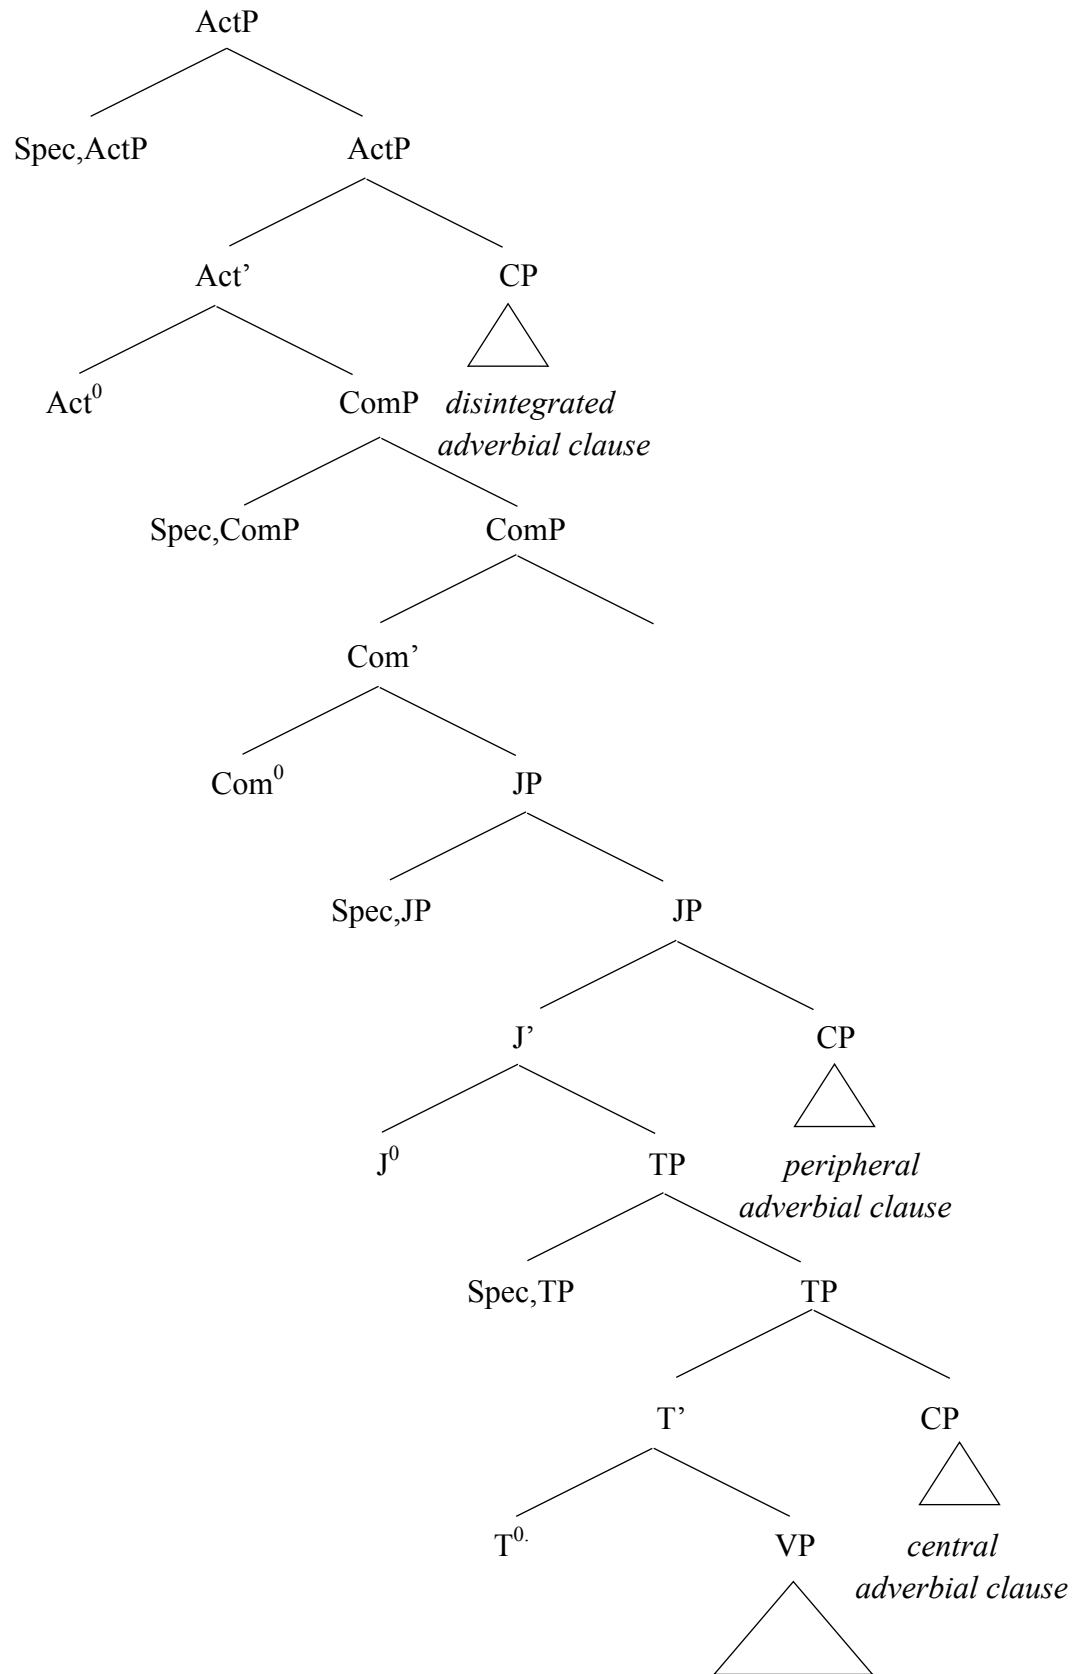 ActP
Spec,ActP ActP
Act’ CP
Act⁰ ComP disintegrated
adverbial clause
Spec,ComP ComP
Com’
Com⁰ JP
Spec,JP JP
J’ CP
J⁰ TP peripheral
adverbial clause
Spec,TP TP
T’ CP
T⁰· VP central
adverbial clause